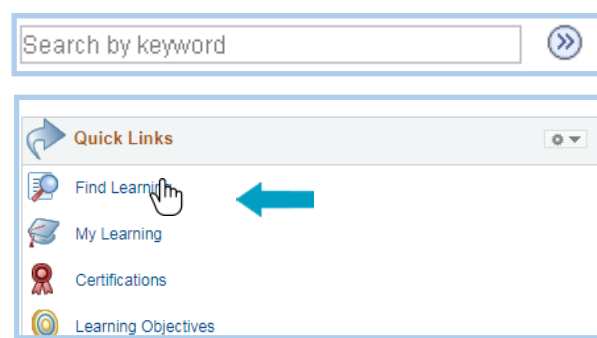 Search by keyword
Quick Links
Find Learning
My Learning
Certifications
Learning Objectives